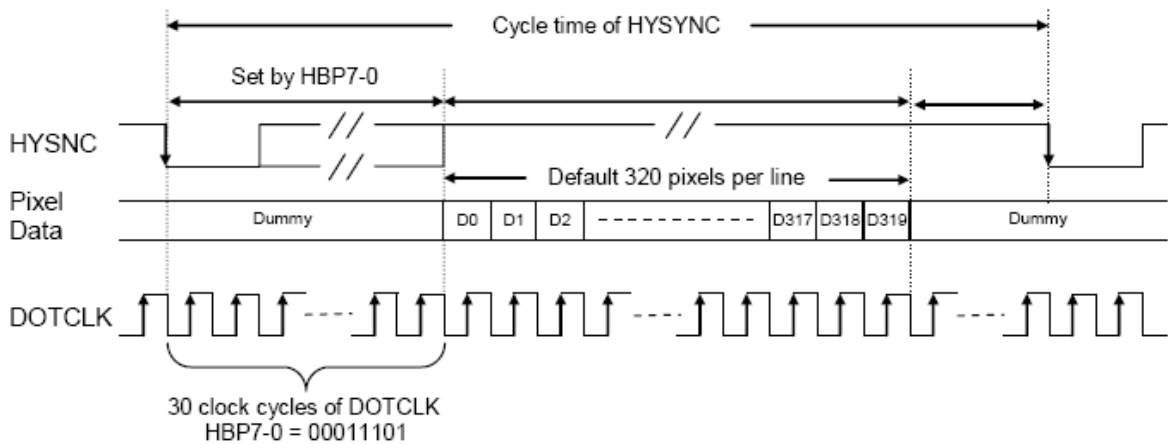 Cycle time of HYSYNC
Set by HBP7-0
HYSNC
Default 320 pixels per line
Pixel
Data
Dummy
D0
D1
D2
D317
D318
D319
Dummy
DOTCLK
30 clock cycles of DOTCLK
HBP7-0 = 00011101